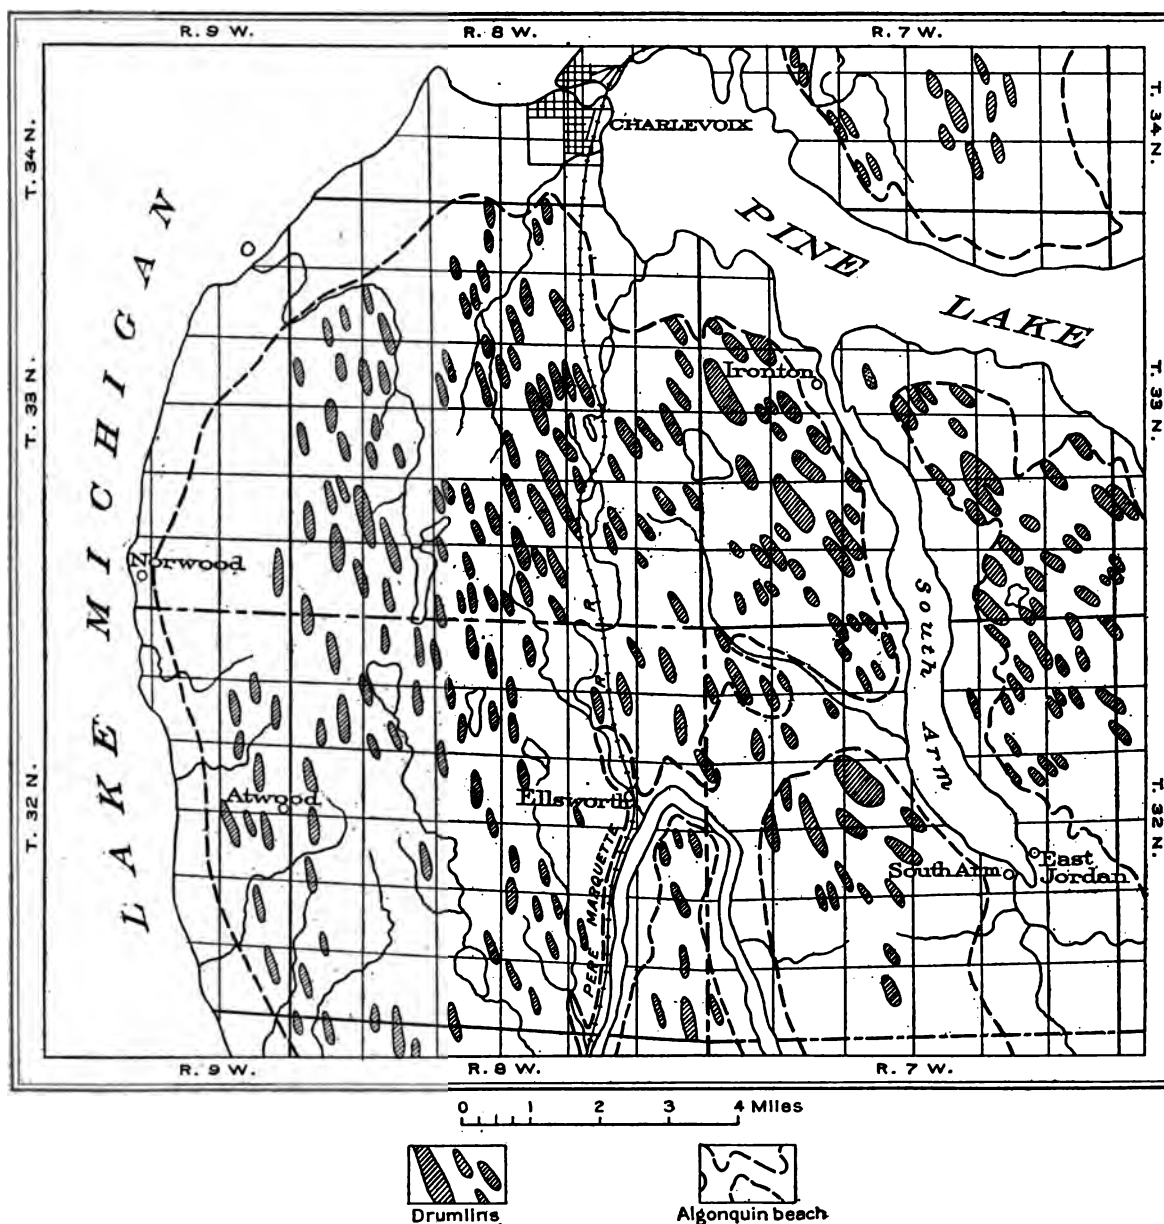 R. 9 W. R. 8 W. R. 7 W.
T. 34 N. T. 34 N.
CHARLEVOIX
LAKE MICHIGAN
PINE
LAKE
T. 33 N. T. 33 N.
Ironton
Norwood
South Arm
R R
T. 32 N. T. 32 N.
Atwood
Ellsworth
PERE MARQUETTE
South Arm
East
Jordan
R. 9 W. R. 8 W. R. 7 W.
0 1 2 3 4 Miles
Drumlins
Algonquin beach